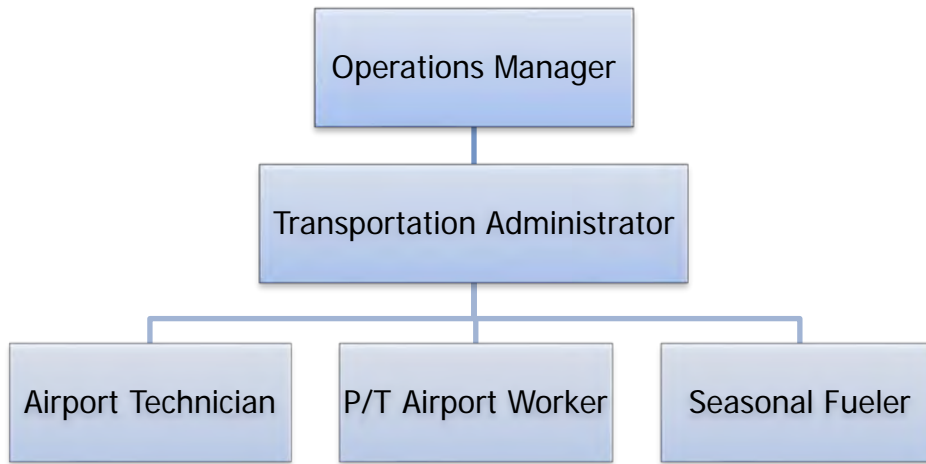 Operations Manager
Transportation Administrator
Airport Technician
P/T Airport Worker
Seasonal Fueler